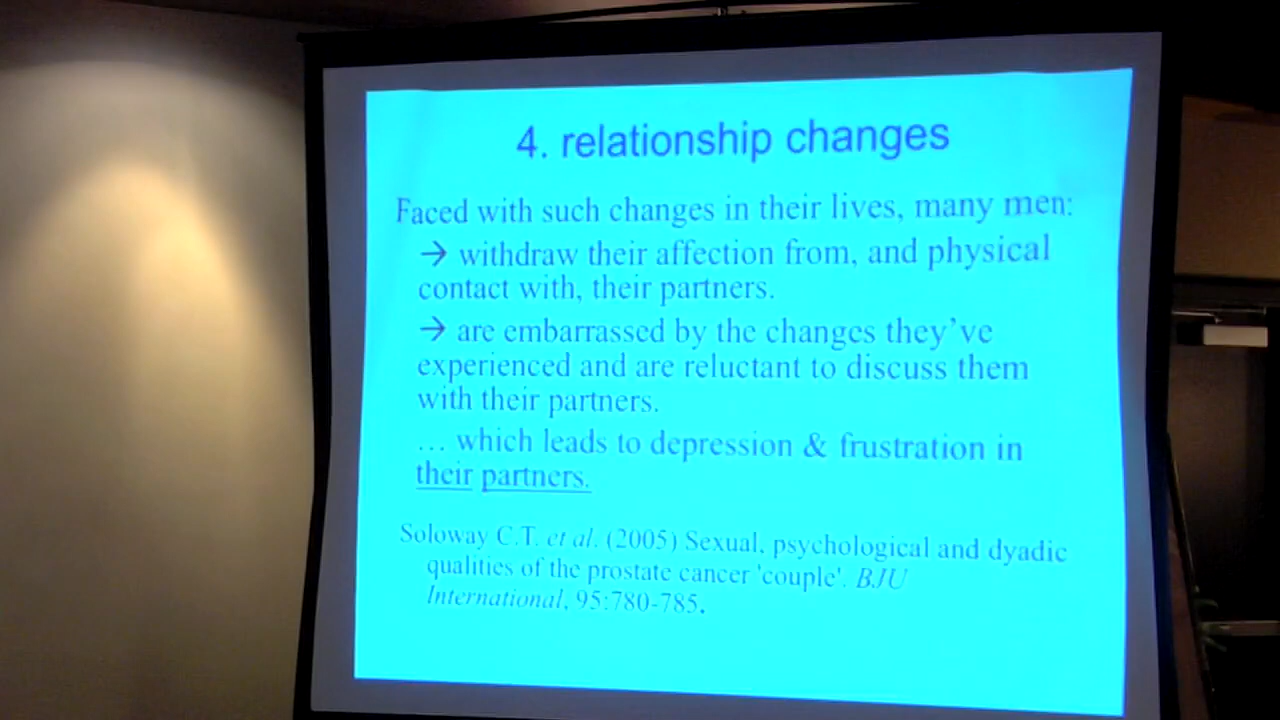 4. relationship changes
Faced with such changes in their lives, many men:
→ withdraw their affection from, and physical
contact with, their partners.
→ are embarrassed by the changes they've
experienced and are reluctant to discuss them
with their partners.
… which leads to depression & frustration in
their partners.
Soloway C.T. et al. (2005) Sexual, psychological and dyadic
qualities of the prostate cancer 'couple'. BJU
International, 95:780-785.